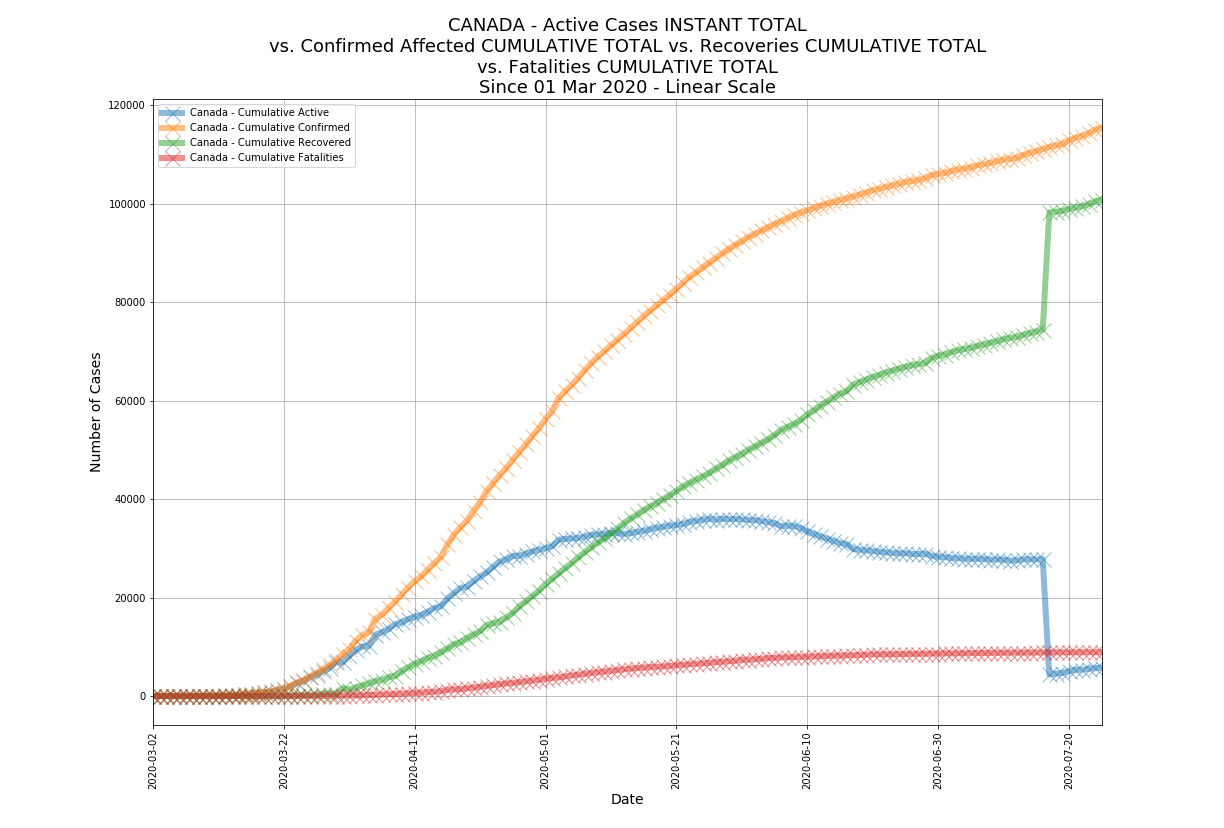 CANADA - Active Cases INSTANT TOTAL
vs. Confirmed Affected CUMULATIVE TOTAL vs. Recoveries CUMULATIVE TOTAL
vs. Fatalities CUMULATIVE TOTAL
Since 01 Mar 2020 - Linear Scale
Canada - Cumulative Active
Canada - Cumulative Confirmed
Canada - Cumulative Recovered
Canada - Cumulative Fatalities
Number of Cases
120000
100000
80000
60000
40000
20000
0
2020-03-02
2020-03-22
2020-04-11
2020-05-01
2020-05-21
2020-06-10
2020-06-30
2020-07-20
Date